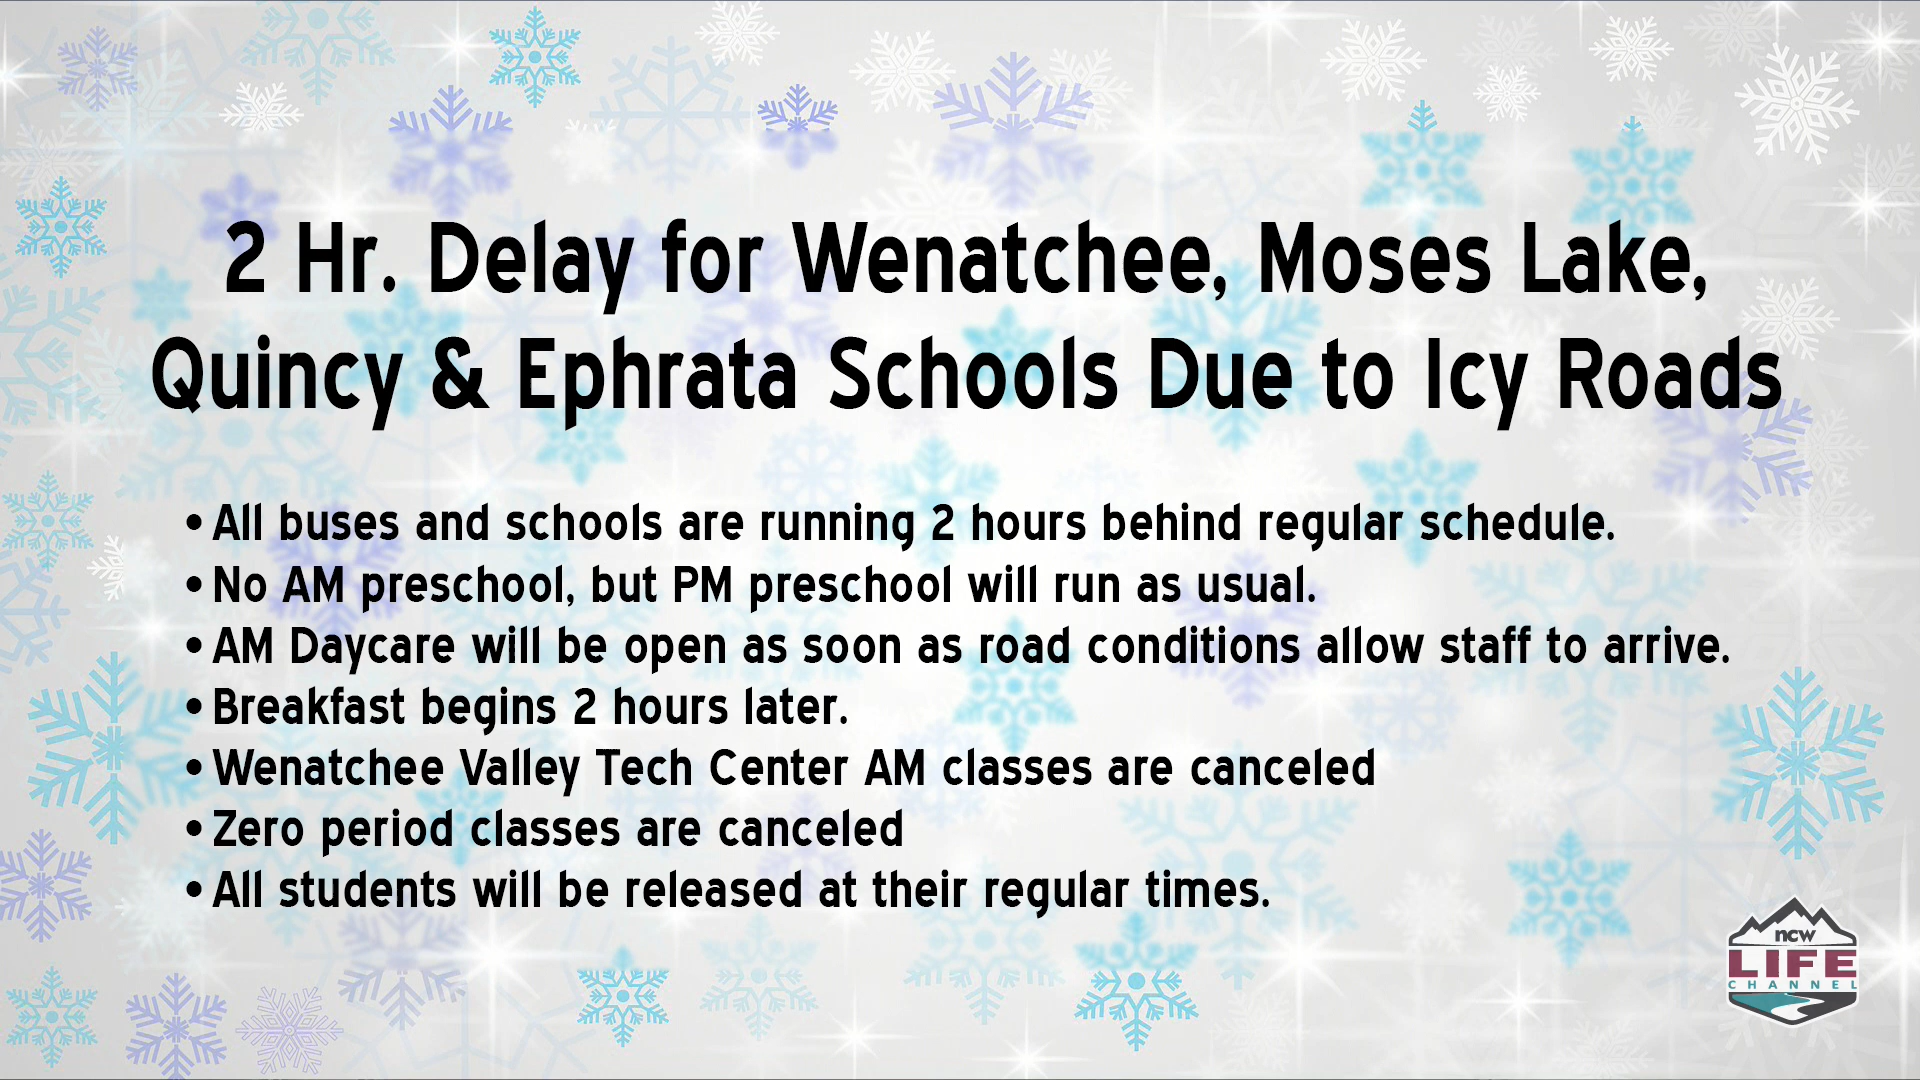 2 Hr. Delay for Wenatchee, Moses Lake,
Quincy & Ephrata Schools Due to Icy Roads
•All buses and schools are running 2 hours behind regular schedule.
•No AM preschool, but PM preschool will run as usual.
•AM Daycare will be open as soon as road conditions allow staff to arrive.
•Breakfast begins 2 hours later.
•Wenatchee Valley Tech Center AM classes are canceled
•Zero period classes are canceled
•All students will be released at their regular times.
ncw
LIFE
CHANNEL